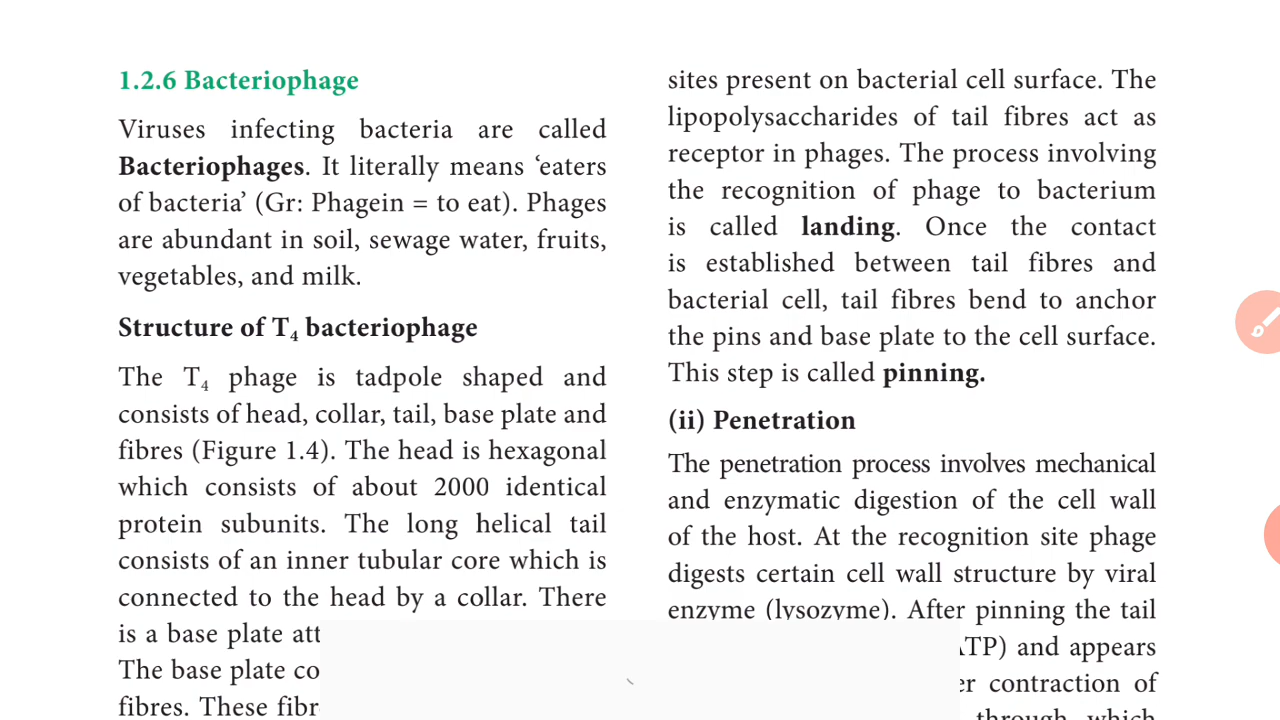 1.2.6 Bacteriophage
Viruses infecting bacteria are called
Bacteriophages. It literally means ‘eaters
of bacteria’ (Gr: Phagein = to eat). Phages
are abundant in soil, sewage water, fruits,
vegetables, and milk.
Structure of T₄ bacteriophage
The T₄ phage is tadpole shaped and
consists of head, collar, tail, base plate and
fibres (Figure 1.4). The head is hexagonal
which consists of about 2000 identical
protein subunits. The long helical tail
consists of an inner tubular core which is
connected to the head by a collar. There
is a base plate
The base plate
fibres. These
sites present on bacterial cell surface. The
lipopolysaccharides of tail fibres act as
receptor in phages. The process involving
the recognition of phage to bacterium
is called landing. Once the contact
is established between tail fibres and
bacterial cell, tail fibres bend to anchor
the pins and base plate to the cell surface.
This step is called pinning.
(ii) Penetration
The penetration process involves mechanical
and enzymatic digestion of the cell wall
of the host. At the recognition site phage
digests certain cell wall structure by viral
enzyme (lysozyme). After pinning the tail
ATP) and appears
contraction of
through which